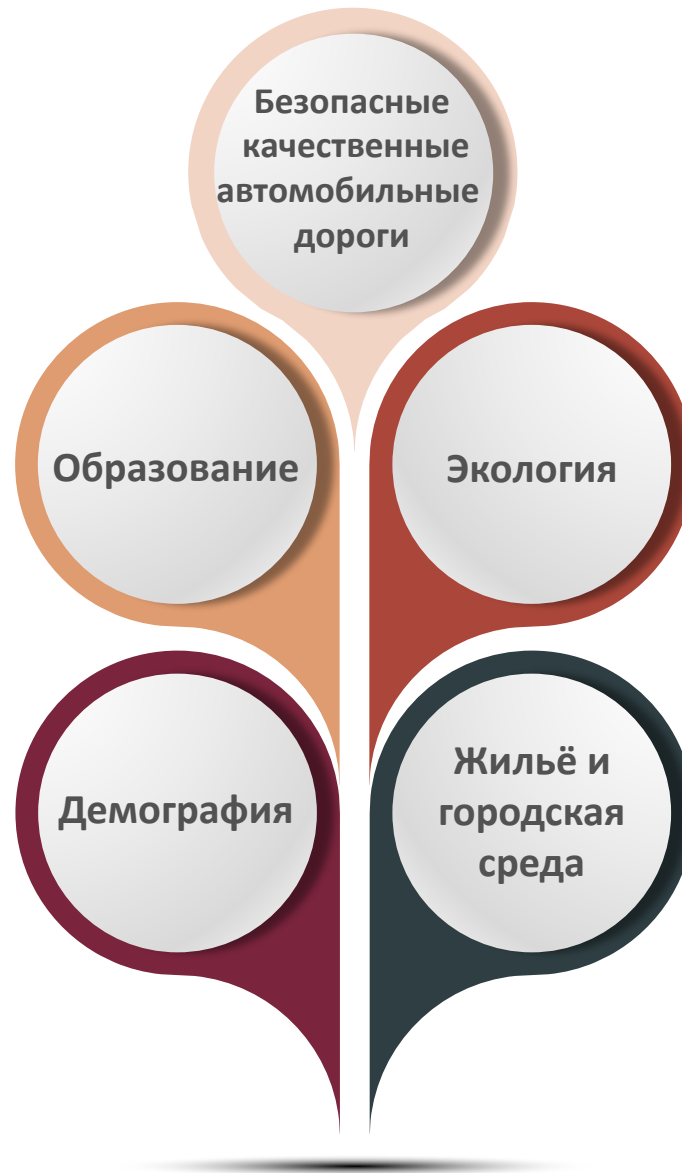 Безопасные
качественные
автомобильные
дороги
Образование
Экология
Демография
Жильё и
городская
среда